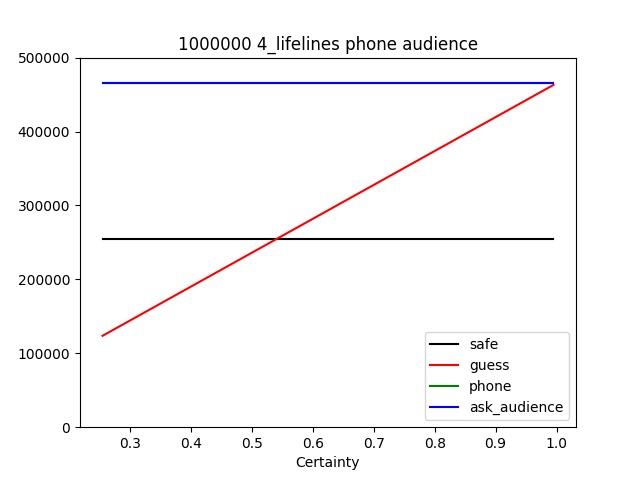 1000000 4_lifelines phone audience
500000
400000
300000
200000
100000
0
safe
guess
phone
ask_audience
0.3 0.4 0.5 0.6 0.7 0.8 0.9 1.0
Certainty